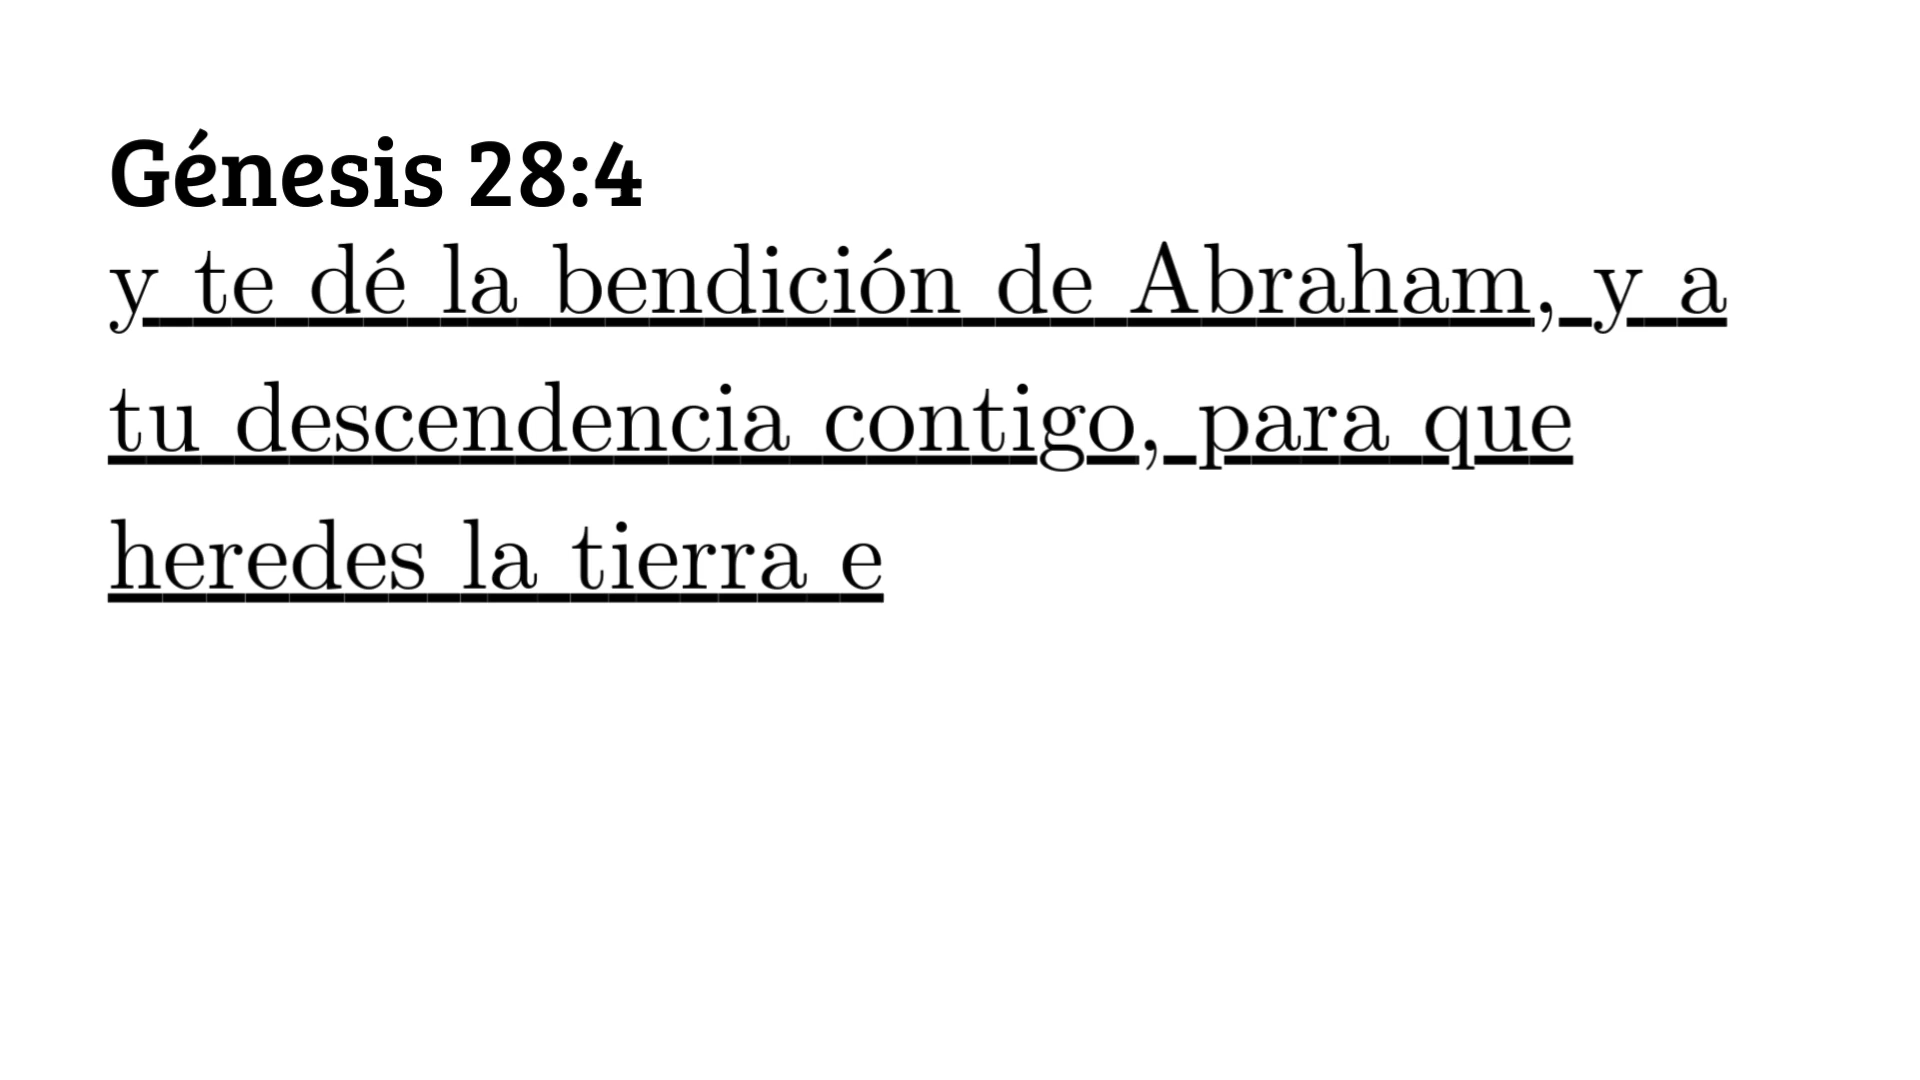 Génesis 28:4
y te dé la bendición de Abraham, y a
tu descendencia contigo, para que
heredes la tierra e